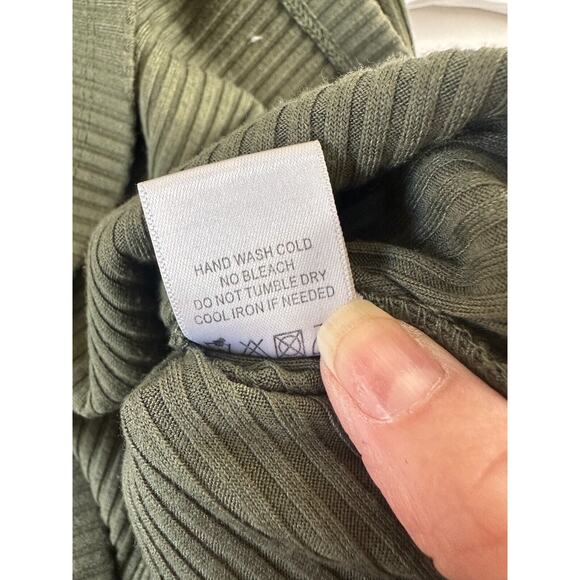 HAND WASH COLD
NO BLEACH
DO NOT TUMBLE DRY
COOL IRON IF NEEDED